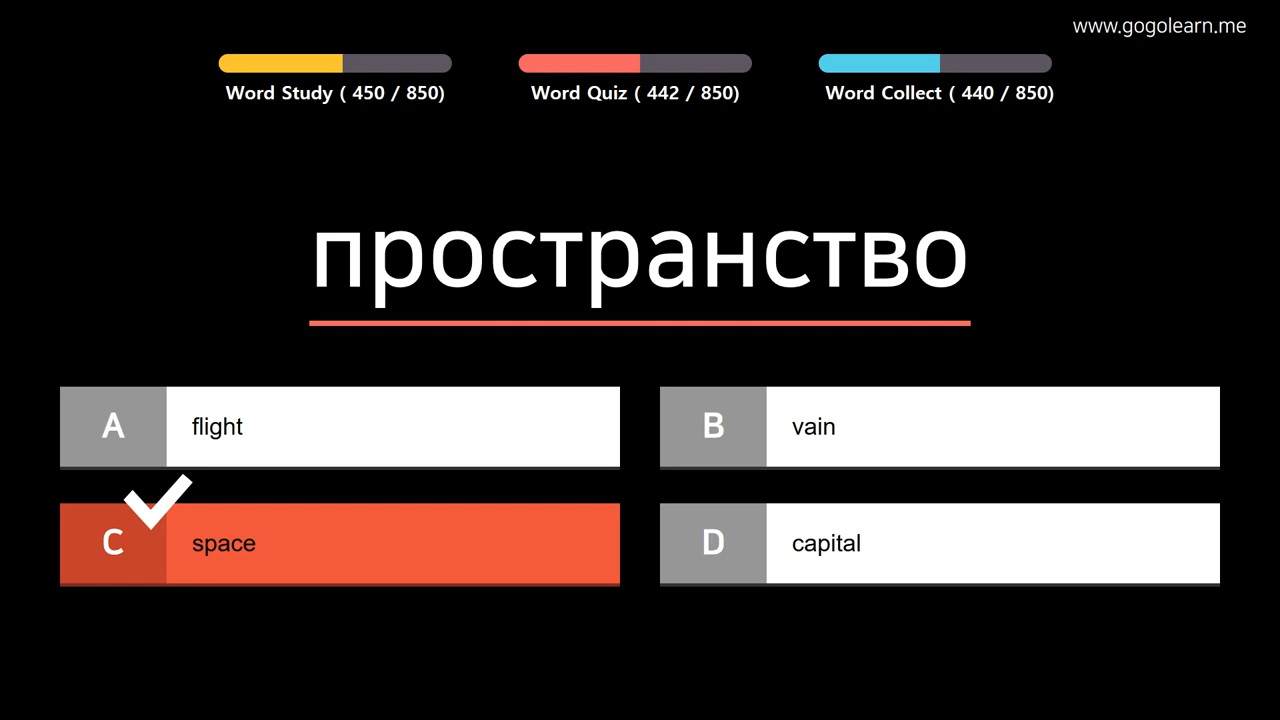 www.gogolearn.me
Word Study ( 450 / 850)
Word Quiz ( 442 / 850)
Word Collect ( 440 / 850)
пространство
A flight
B vain
C space
D capital